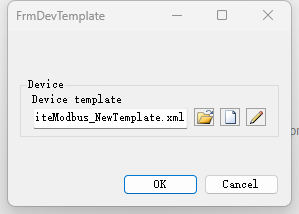 FrmDevTemplate
Device
Device template
iteModbus_NewTemplate.xml
OK
Cancel